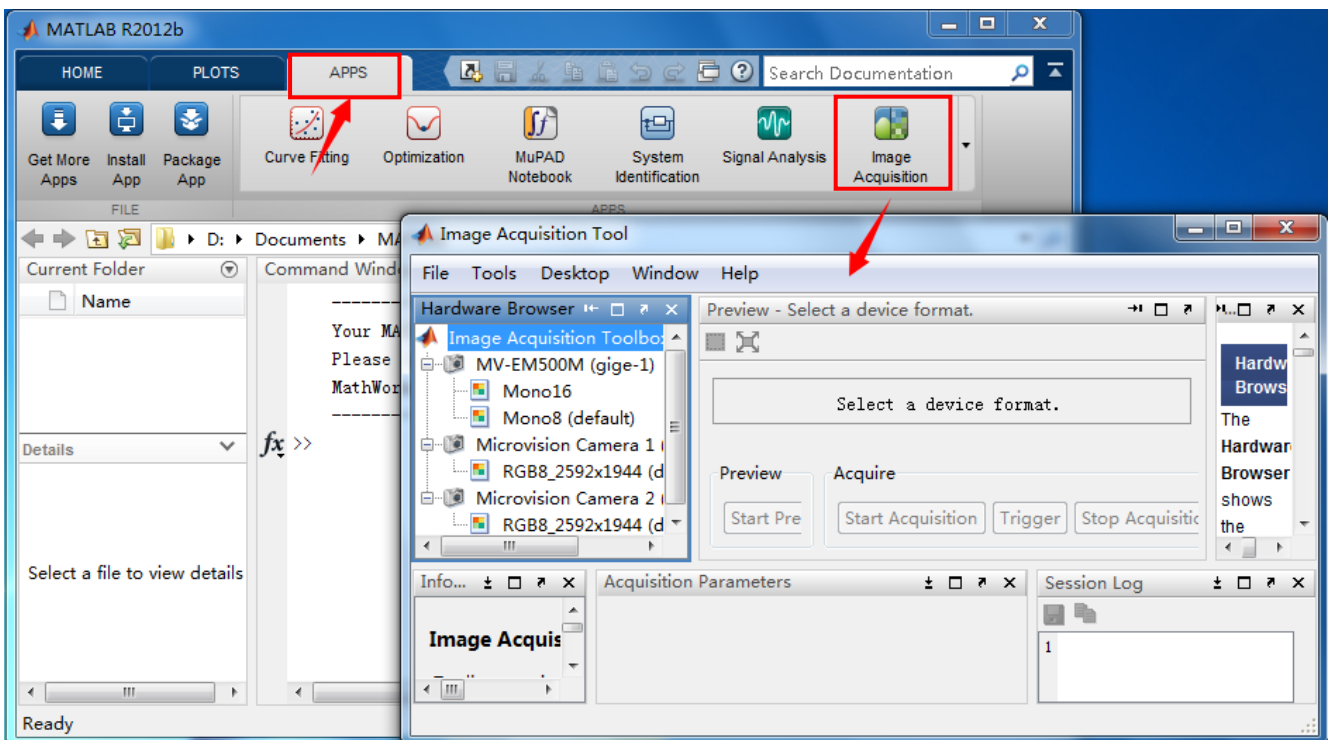 MATLAB R2012b
HOME PLOTS APPS
Search Documentation
Get More Apps
Install App
Package App
Curve Fitting
Optimization
MuPAD Notebook
System Identification
Signal Analysis
Image Acquisition
FILE
APPS
D: Documents MA
Current Folder
Name
Details
Select a file to view details
Ready
Command Windo
Your MA
Please
MathWor
fx >>
Image Acquisition Tool
File Tools Desktop Window Help
Hardware Browser
Image Acquisition Toolbo
MV-EM500M (gige-1)
Mono16
Mono8 (default)
Microvision Camera 1 (
RGB8_2592x1944 (d
Microvision Camera 2 (
RGB8_2592x1944 (d
Preview - Select a device format.
Select a device format.
Preview
Start Pre
Acquire
Start Acquisition Trigger Stop Acquisitic
Hardw
Brows
The
Hardwar
Browser
shows
the
Info...
Image Acquis
Acquisition Parameters
Session Log
1